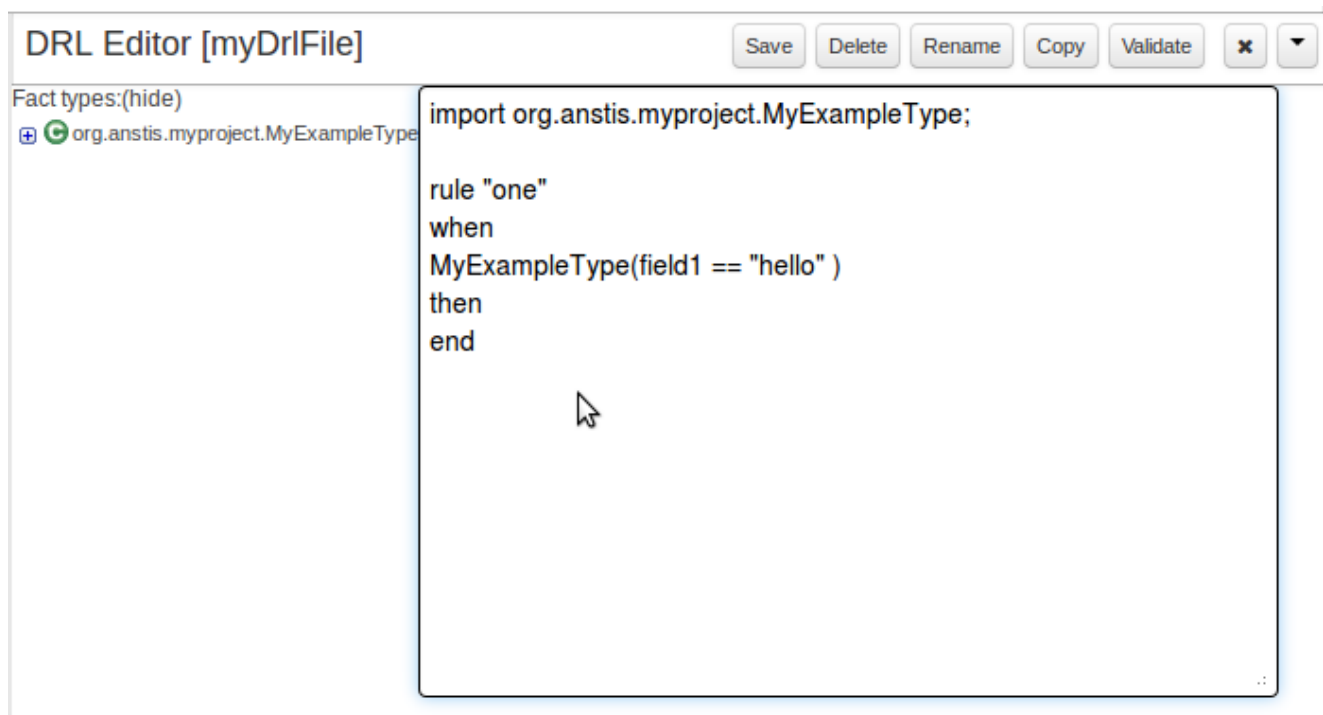 DRL Editor [myDrlFile]
Save Delete Rename Copy Validate
Fact types:(hide)
org.anstis.myproject.MyExampleType
import org.anstis.myproject.MyExampleType;
rule "one"
when
MyExampleType(field1 == "hello" )
then
end